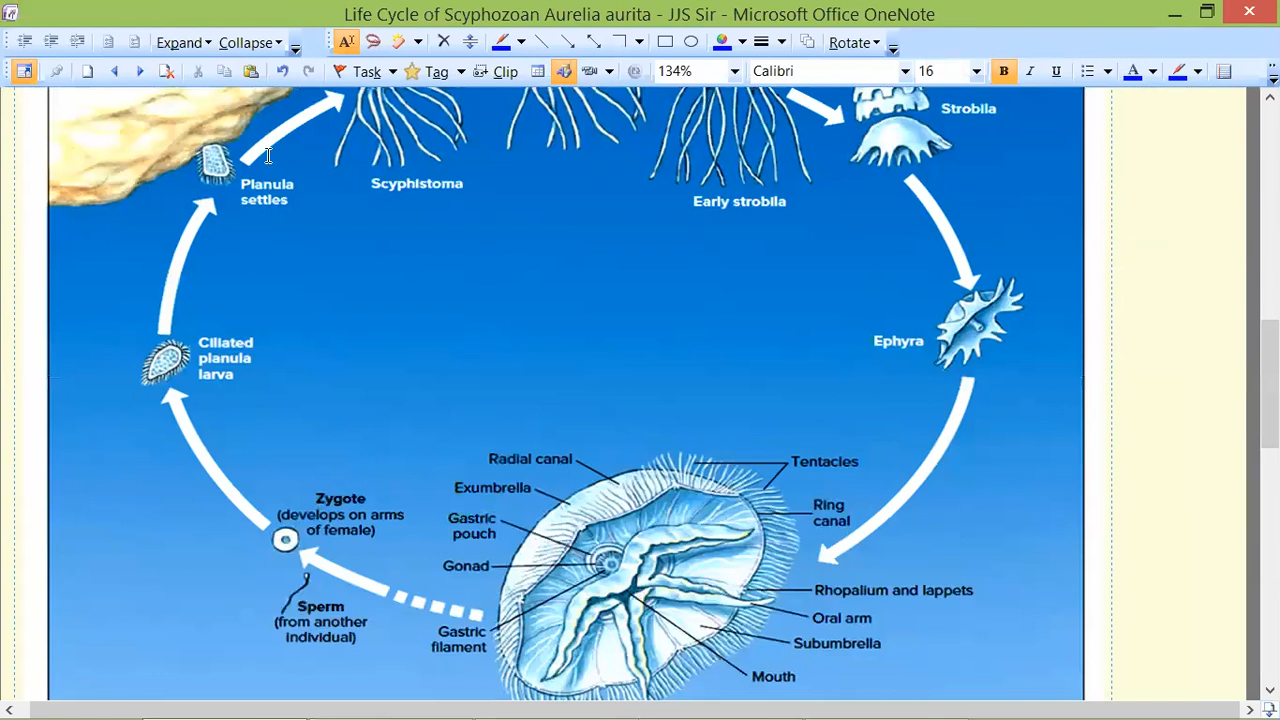 Life Cycle of Scyphozoan Aurelia aurita - JJS Sir - Microsoft Office OneNote
Expand Collapse Rotate
Task Tag Clip 134% Calibri 16 B I U A
Strobila
Planula
settles
Scyphistoma
Early strobila
Ciliated
planula
larva
Ephyra
Radial canal
Tentacles
Exumbrella
Zygote
(develops on arms
of female)
Gastric
pouch
Ring
canal
Gonad
Rhopalium and lappets
Sperm
(from another
individual)
Oral arm
Gastric
filament
Subumbrella
Mouth